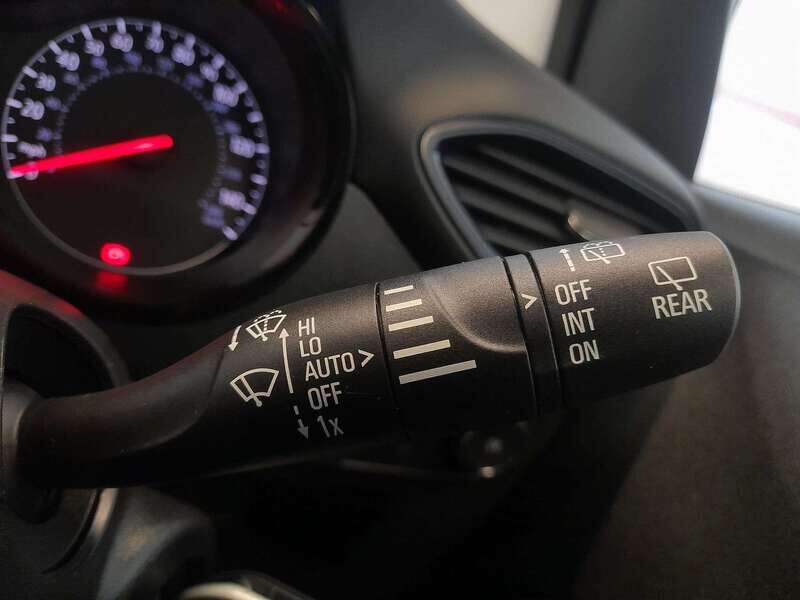 HI
LO
AUTO >
OFF
1x
>
OFF
INT
ON
REAR